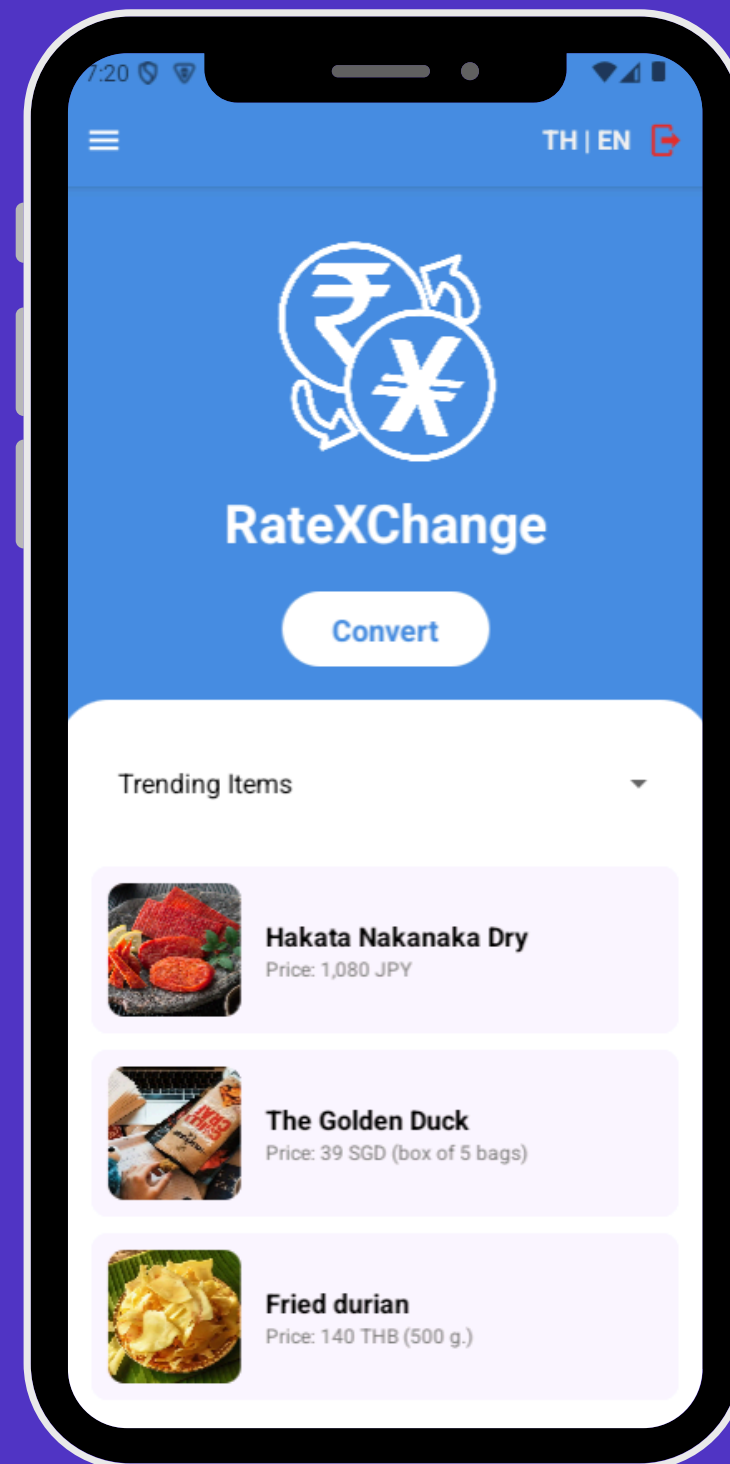 7:20
TH | EN
RateXChange
Convert
Trending Items
Hakata Nakanaka Dry
Price: 1,080 JPY
The Golden Duck
Price: 39 SGD (box of 5 bags)
Fried durian
Price: 140 THB (500 g.)